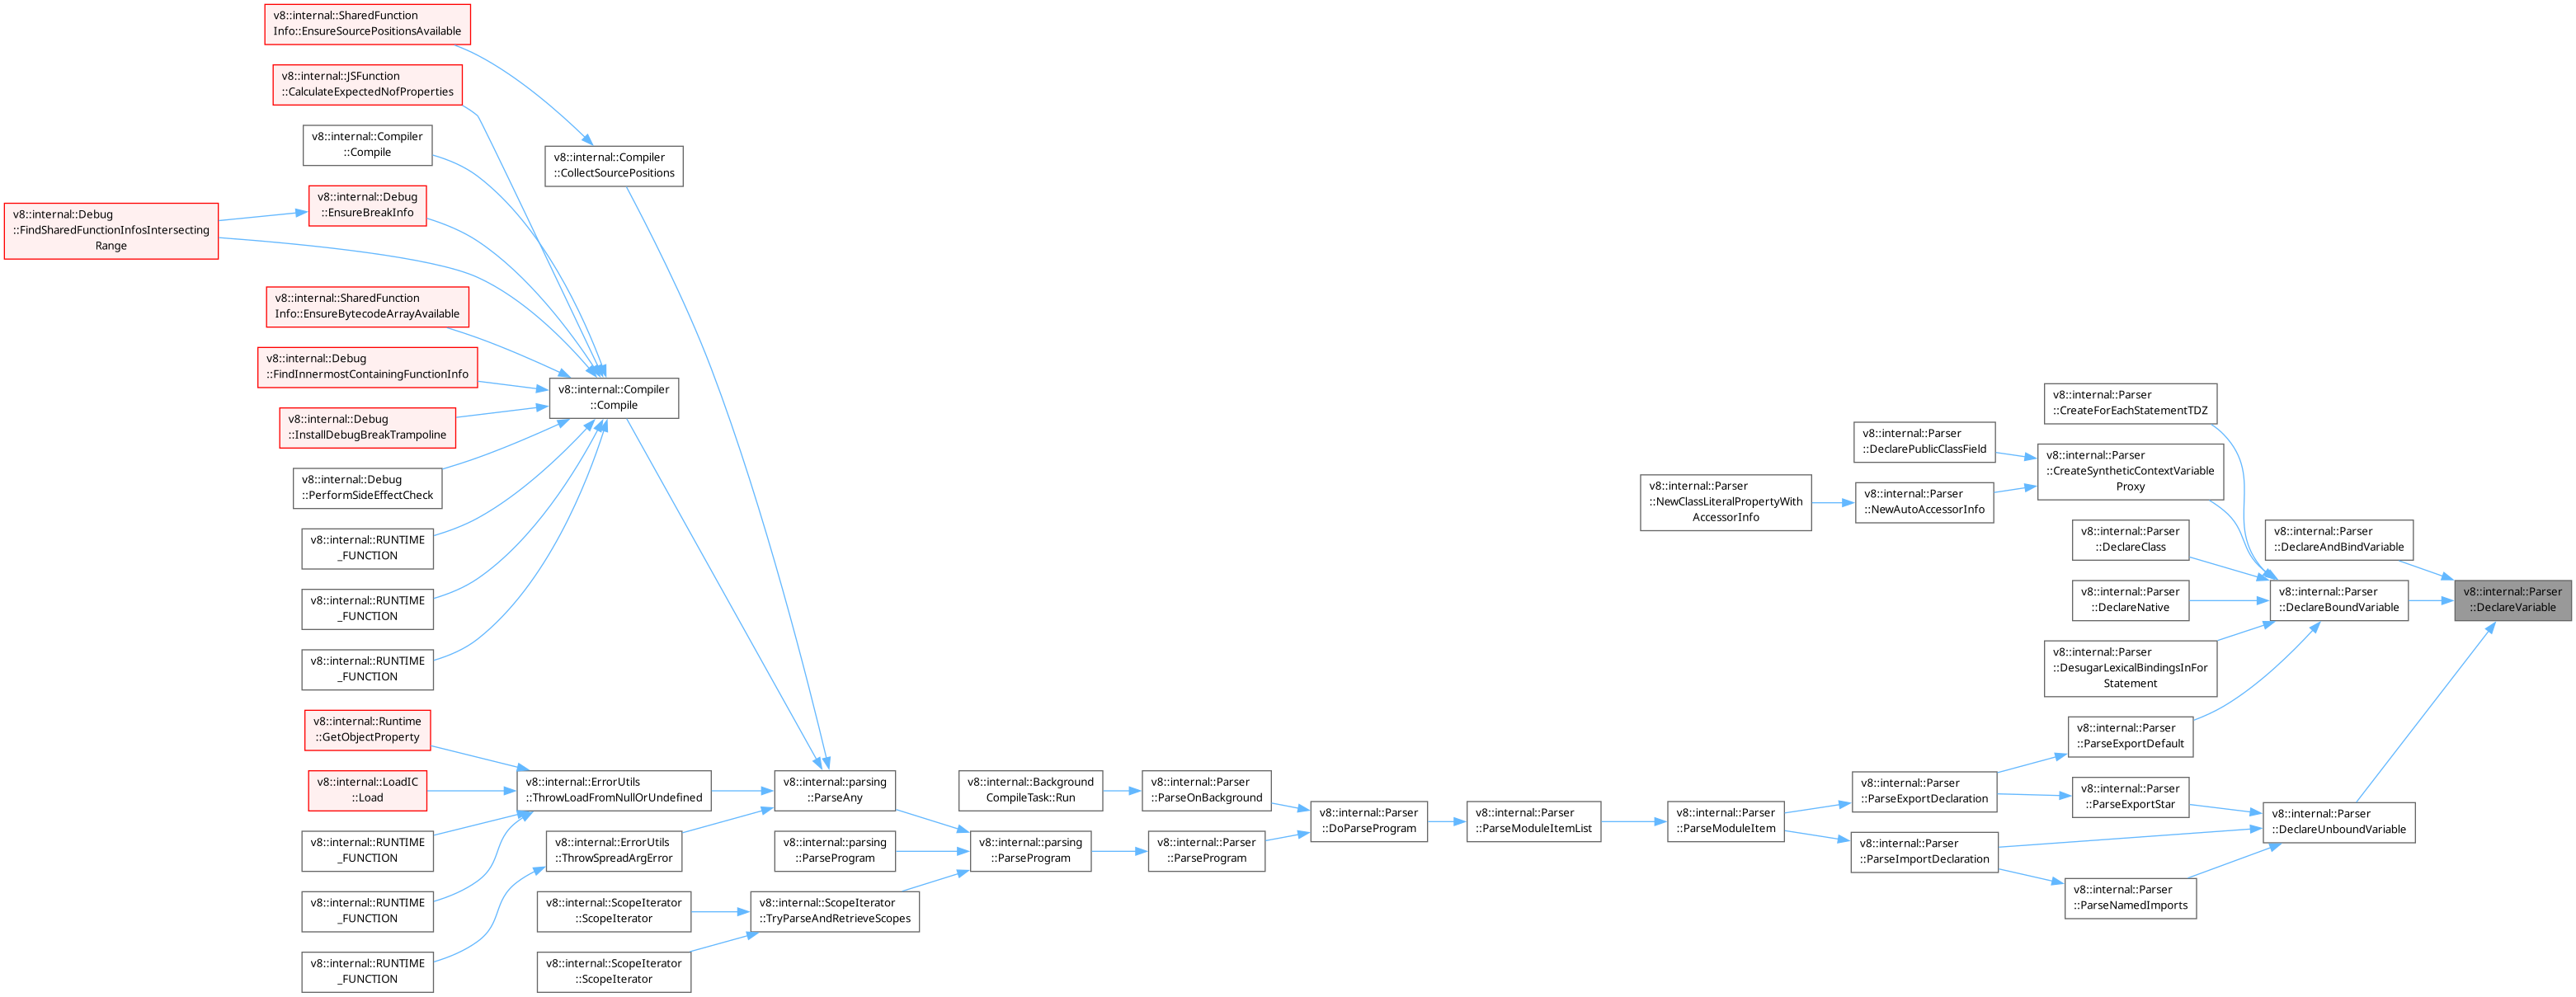 v8::internal::SharedFunction
Info::EnsureSourcePositionsAvailable
v8::internal::JSFunction
::CalculateExpectedNofProperties
v8::internal::Compiler
::Compile
v8::internal::Debug
::EnsureBreakInfo
v8::internal::Debug
::FindSharedFunctionInfosIntersecting
Range
v8::internal::SharedFunction
Info::EnsureBytecodeArrayAvailable
v8::internal::Debug
::FindInnermostContainingFunctionInfo
v8::internal::Debug
::InstallDebugBreakTrampoline
v8::internal::Debug
::PerformSideEffectCheck
v8::internal::RUNTIME
_FUNCTION
v8::internal::RUNTIME
_FUNCTION
v8::internal::RUNTIME
_FUNCTION
v8::internal::Runtime
::GetObjectProperty
v8::internal::LoadIC
::Load
v8::internal::RUNTIME
_FUNCTION
v8::internal::RUNTIME
_FUNCTION
v8::internal::RUNTIME
_FUNCTION
v8::internal::Compiler
::CollectSourcePositions
v8::internal::Compiler
::Compile
v8::internal::ErrorUtils
::ThrowLoadFromNullOrUndefined
v8::internal::ErrorUtils
::ThrowSpreadArgError
v8::internal::ScopeIterator
::ScopeIterator
v8::internal::ScopeIterator
::ScopeIterator
v8::internal::parsing
::ParseAny
v8::internal::parsing
::ParseProgram
v8::internal::ScopeIterator
::TryParseAndRetrieveScopes
v8::internal::Background
CompileTask::Run
v8::internal::parsing
::ParseProgram
v8::internal::Parser
::ParseOnBackground
v8::internal::Parser
::ParseProgram
v8::internal::Parser
::DoParseProgram
v8::internal::Parser
::ParseModuleItemList
v8::internal::Parser
::ParseModuleItem
v8::internal::Parser
::NewClassLiteralPropertyWith
AccessorInfo
v8::internal::Parser
::DeclarePublicClassField
v8::internal::Parser
::NewAutoAccessorInfo
v8::internal::Parser
::ParseExportDeclaration
v8::internal::Parser
::ParseImportDeclaration
v8::internal::Parser
::CreateForEachStatementTDZ
v8::internal::Parser
::CreateSyntheticContextVariable
Proxy
v8::internal::Parser
::DeclareClass
v8::internal::Parser
::DeclareNative
v8::internal::Parser
::DesugarLexicalBindingsInFor
Statement
v8::internal::Parser
::ParseExportDefault
v8::internal::Parser
::ParseExportStar
v8::internal::Parser
::ParseNamedImports
v8::internal::Parser
::DeclareAndBindVariable
v8::internal::Parser
::DeclareBoundVariable
v8::internal::Parser
::DeclareUnboundVariable
v8::internal::Parser
::DeclareVariable